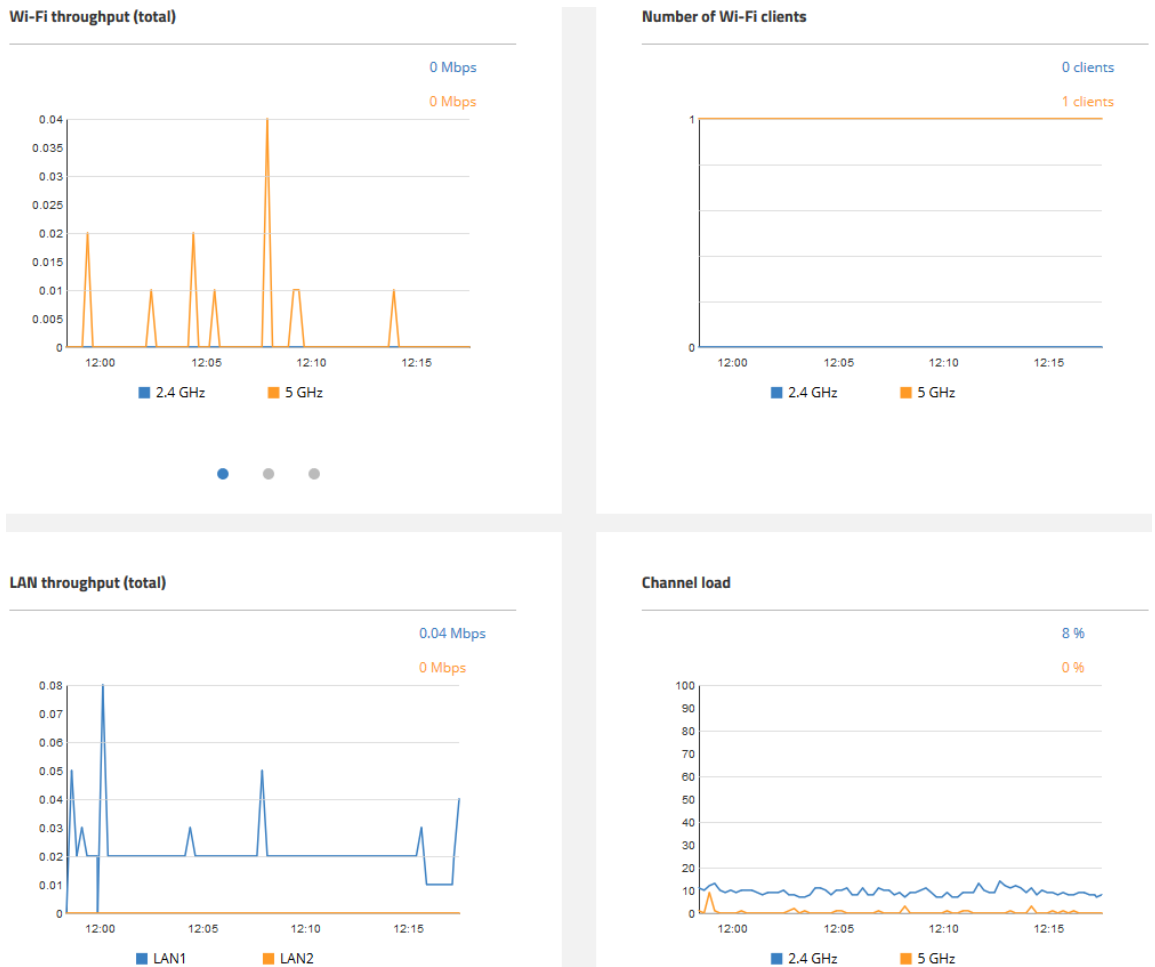 Wi-Fi throughput (total)
0 Mbps
0 Mbps
0.04
0.035
0.03
0.025
0.02
0.015
0.01
0.005
0
12:00 12:05 12:10 12:15
2.4 GHz 5 GHz
Number of Wi-Fi clients
0 clients
1 clients
1
0
12:00 12:05 12:10 12:15
2.4 GHz 5 GHz
LAN throughput (total)
0.04 Mbps
0 Mbps
0.08
0.07
0.06
0.05
0.04
0.03
0.02
0.01
0
12:00 12:05 12:10 12:15
LAN1 LAN2
Channel load
8 %
0 %
100
90
80
70
60
50
40
30
20
10
0
12:00 12:05 12:10 12:15
2.4 GHz 5 GHz